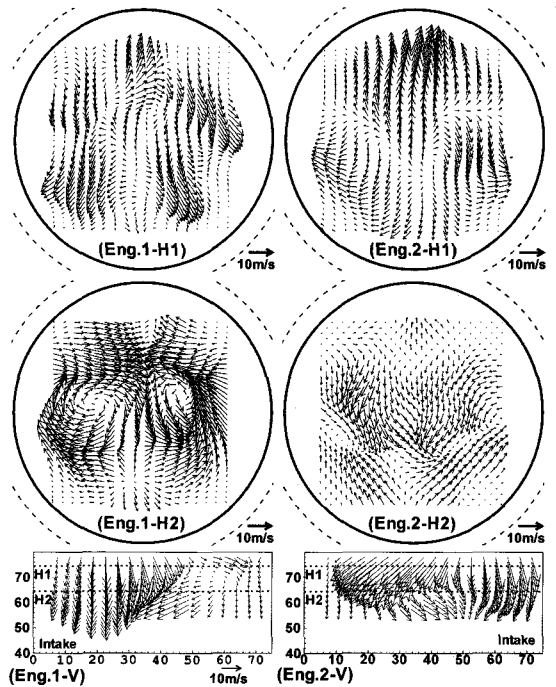 (Eng.1-H1)
10m/s
(Eng.2-H1)
10m/s
(Eng.1-H2)
10m/s
(Eng.2-H2)
10m/s
80
70
60
50
40
H1
H2
Intake
0 10 20 30 40 50 60 70
(Eng.1-V)
10m/s
80
70
60
50
40
H1
H2
Intake
0 10 20 30 40 50 60 70
(Eng.2-V)